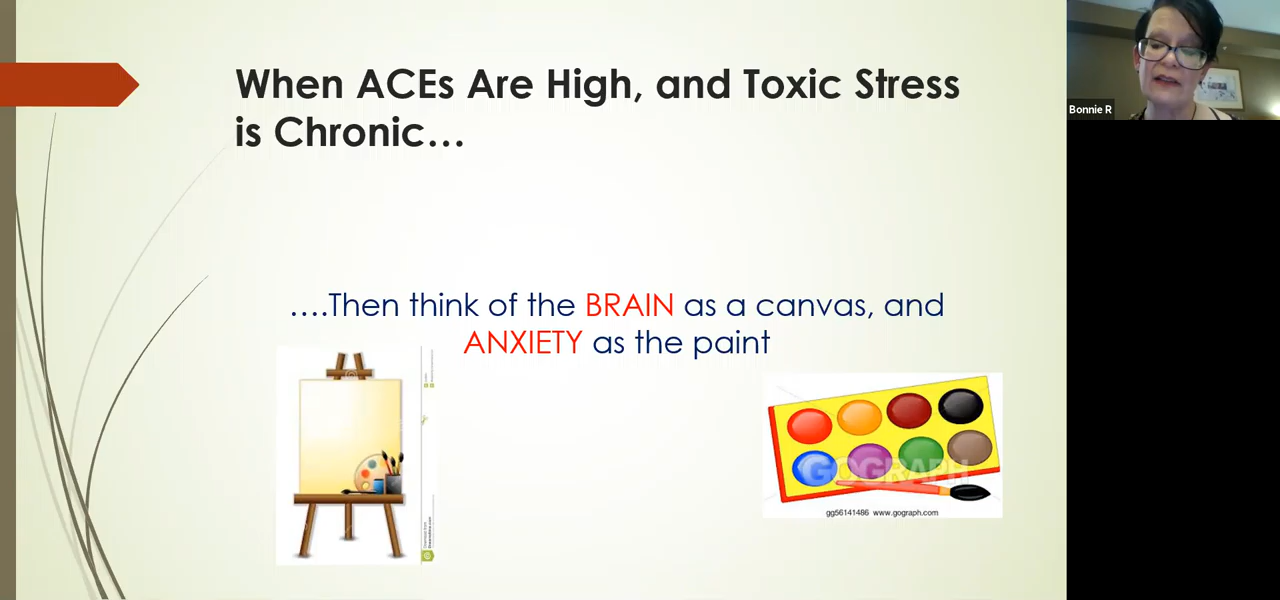 When ACEs Are High, and Toxic Stress
is Chronic…
Bonnie R
….Then think of the BRAIN as a canvas, and
ANXIETY as the paint
GOGRAPH
gg56141486 www.gograph.com